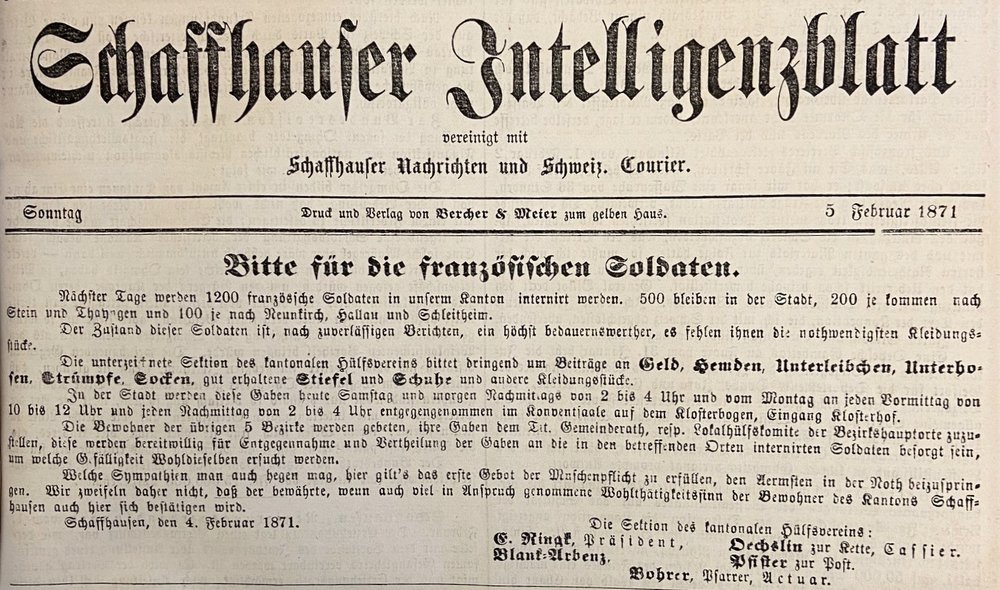 Schaffhauser Intelligenzblatt
vereinigt mit
Schaffhauser Nachrichten und Schweiz. Courier.
Sonntag Druck und Verlag von Bercher & Meier zum gelben Haus. 5 Februar 1871
Bitte für die französischen Soldaten.
Nächster Tage werden 1200 französische Soldaten in unserm Kanton internirt werden. 500 bleiben in der Stadt, 200 je kommen nach
Stein und Thayngen und 100 je nach Neunkirch, Hallau und Schleitheim.
Der Zustand dieser Soldaten ist, nach zuverlässigen Berichten, ein höchst bedauernswerther, es fehlen ihnen die nothwendigsten Kleidungs-
stücke.
Die unterzeichnete Sektion des kantonalen Hülfsvereins bittet dringend um Beiträge an Geld, Hemden, Unterleibchen, Unterho-
sen, Strümpfe, Socken, gut erhaltene Stiefel und Schuhe und andere Kleidungsstücke.
In der Stadt werden diese Gaben heute Samstag und morgen Nachmittags von 2 bis 4 Uhr und vom Montag an jeden Vormittag von
10 bis 12 Uhr und jeden Nachmittag von 2 bis 4 Uhr entgegengenommen im Konventsaale auf dem Klosterbogen, Eingang Klosterhof.
Die Bewohner der übrigen 5 Bezirke werden gebeten, ihre Gaben dem Tit. Gemeinderath, resp. Lokalhülfskomite der Bezirkshauptorte zuzu-
stellen, diese werden bereitwillig für Entgegennahme und Vertheilung der Gaben an die in den betreffenden Orten internirten Soldaten besorgt sein,
um welche Gefälligkeit Wohldieselben ersucht werden.
Welche Sympathien man auch hegen mag, hier gilt's das erste Gebot der Menschenpflicht zu erfüllen, den Aermsten in der Noth beizusprin-
gen. Wir zweifeln daher nicht, daß der bewährte, wenn auch viel in Anspruch genommene Wohlthätigkeitssinn der Bewohner des Kantons Schaff-
hausen auch hier sich bestätigen wird.
Schaffhausen, den 4. Februar 1871.
Die Sektion des kantonalen Hülfsvereins:
E. Ringk, Präsident, Oechslin zur Kette, Cassier.
Blank-Arbenz, Pfister zur Post.
Bohrer, Pfarrer, Actuar.